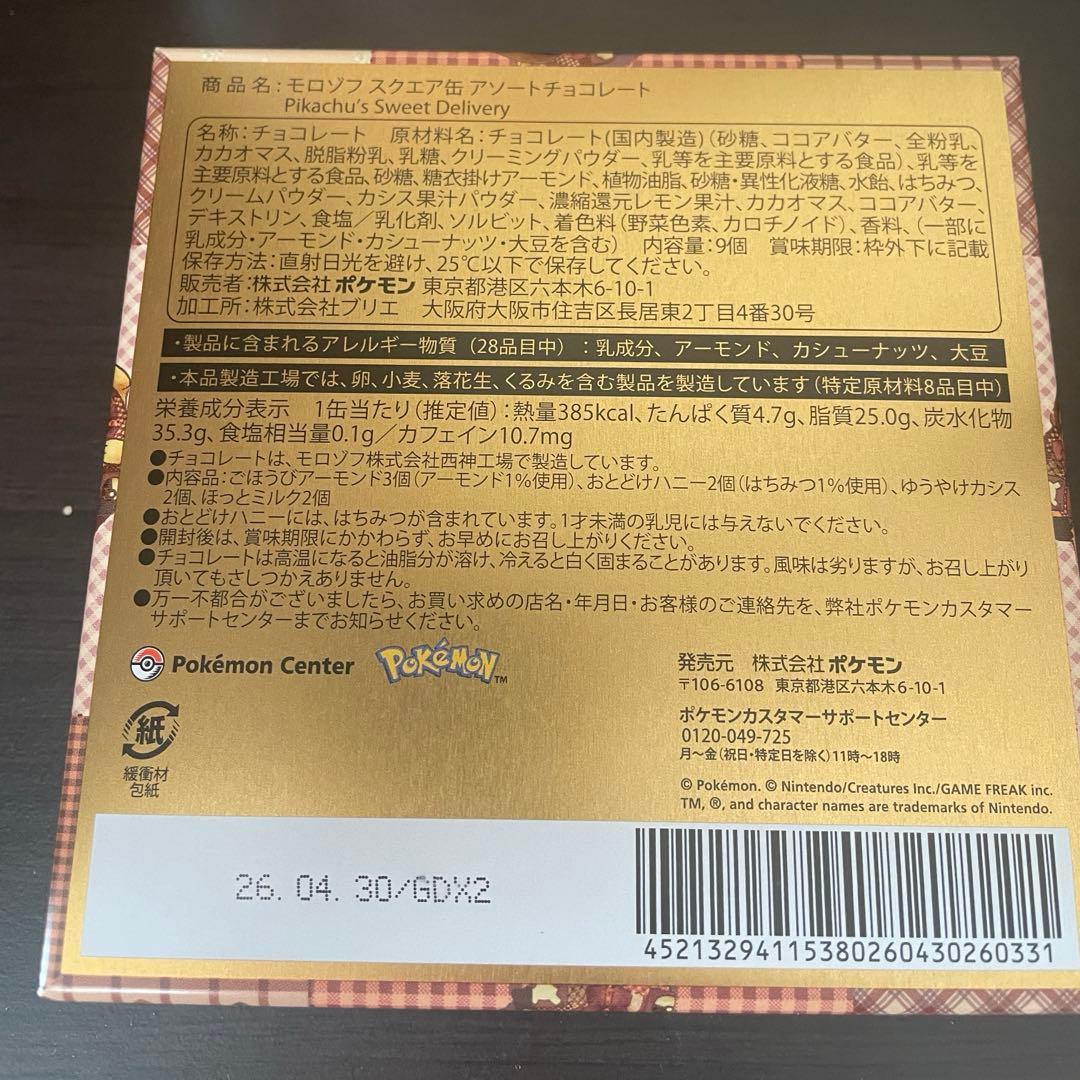 商品名：モロゾフ スクエア缶 アソートチョコレート
Pikachu's Sweet Delivery
名称：チョコレート　原材料名：チョコレート(国内製造)(砂糖、ココアバター、全粉乳、
カカオマス、脱脂粉乳、乳糖、クリーミングパウダー、乳等を主要原料とする食品)、乳等を
主要原料とする食品、砂糖、糖衣掛けアーモンド、植物油脂、砂糖・異性化液糖、水飴、はちみつ、
クリームパウダー、カシス果汁パウダー、濃縮還元レモン果汁、カカオマス、ココアバター、
デキストリン、食塩／乳化剤、ソルビット、着色料(野菜色素、カロチノイド)、香料、(一部に
乳成分・アーモンド・カシューナッツ・大豆を含む)　内容量：9個　賞味期限：枠外下に記載
保存方法：直射日光を避け、25℃以下で保存してください。
販売者：株式会社ポケモン 東京都港区六本木6-10-1
加工所：株式会社ブリエ　大阪府大阪市住吉区長居東2丁目4番30号
・製品に含まれるアレルギー物質（28品目中）：乳成分、アーモンド、カシューナッツ、大豆
・本品製造工場では、卵、小麦、落花生、くるみを含む製品を製造しています(特定原材料8品目中)
栄養成分表示　1缶当たり(推定値)：熱量385kcal、たんぱく質4.7g、脂質25.0g、炭水化物
35.3g、食塩相当量0.1g／カフェイン10.7mg
●チョコレートは、モロゾフ株式会社西神工場で製造しています。
●内容品：ごほうびアーモンド3個(アーモンド1%使用)、おとどけハニー2個(はちみつ1%使用)、ゆうやけカシス
2個、ほっとミルク2個
●おとどけハニーには、はちみつが含まれています。1才未満の乳児には与えないでください。
●開封後は、賞味期限にかかわらず、お早めにお召し上がりください。
●チョコレートは高温になると油脂分が溶け、冷えると白く固まることがあります。風味は劣りますが、お召し上がり
頂いてもさしつかえありません。
●万一不都合がございましたら、お買い求めの店名・年月日・お客様のご連絡先を、弊社ポケモンカスタマー
サポートセンターまでお知らせください。
Pokémon Center POKéMON™
発売元　株式会社ポケモン
〒106-6108　東京都港区六本木6-10-1
ポケモンカスタマーサポートセンター
0120-049-725
月～金(祝日・特定日を除く)11時～18時
紙
緩衝材
包紙
© Pokémon. © Nintendo/Creatures Inc./GAME FREAK inc.
TM, ®, and character names are trademarks of Nintendo.
26. 04. 30/GDX2
45213294115380260430260331